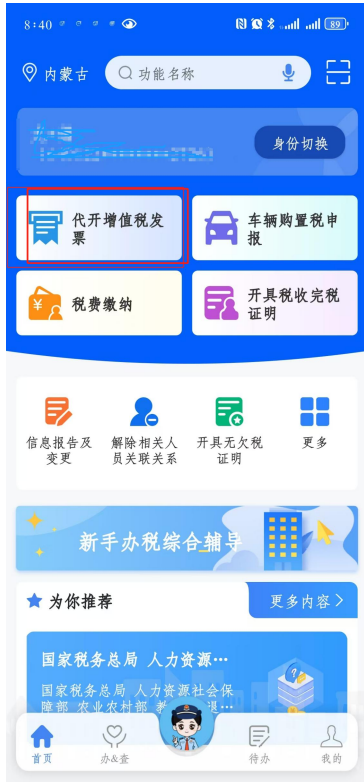 8:40
89
内蒙古
功能名称
身份切换
代开增值税发
票
车辆购置税申
报
税费缴纳
开具税收完税
证明
信息报告及
变更
解除相关人
员关联关系
开具无欠税
证明
更多
新手办税综合辅导
为你推荐
更多内容
国家税务总局 人力资源…
国家税务总局 人力资源社会保
障部 农业农村部
首页
办&查
待办
我的